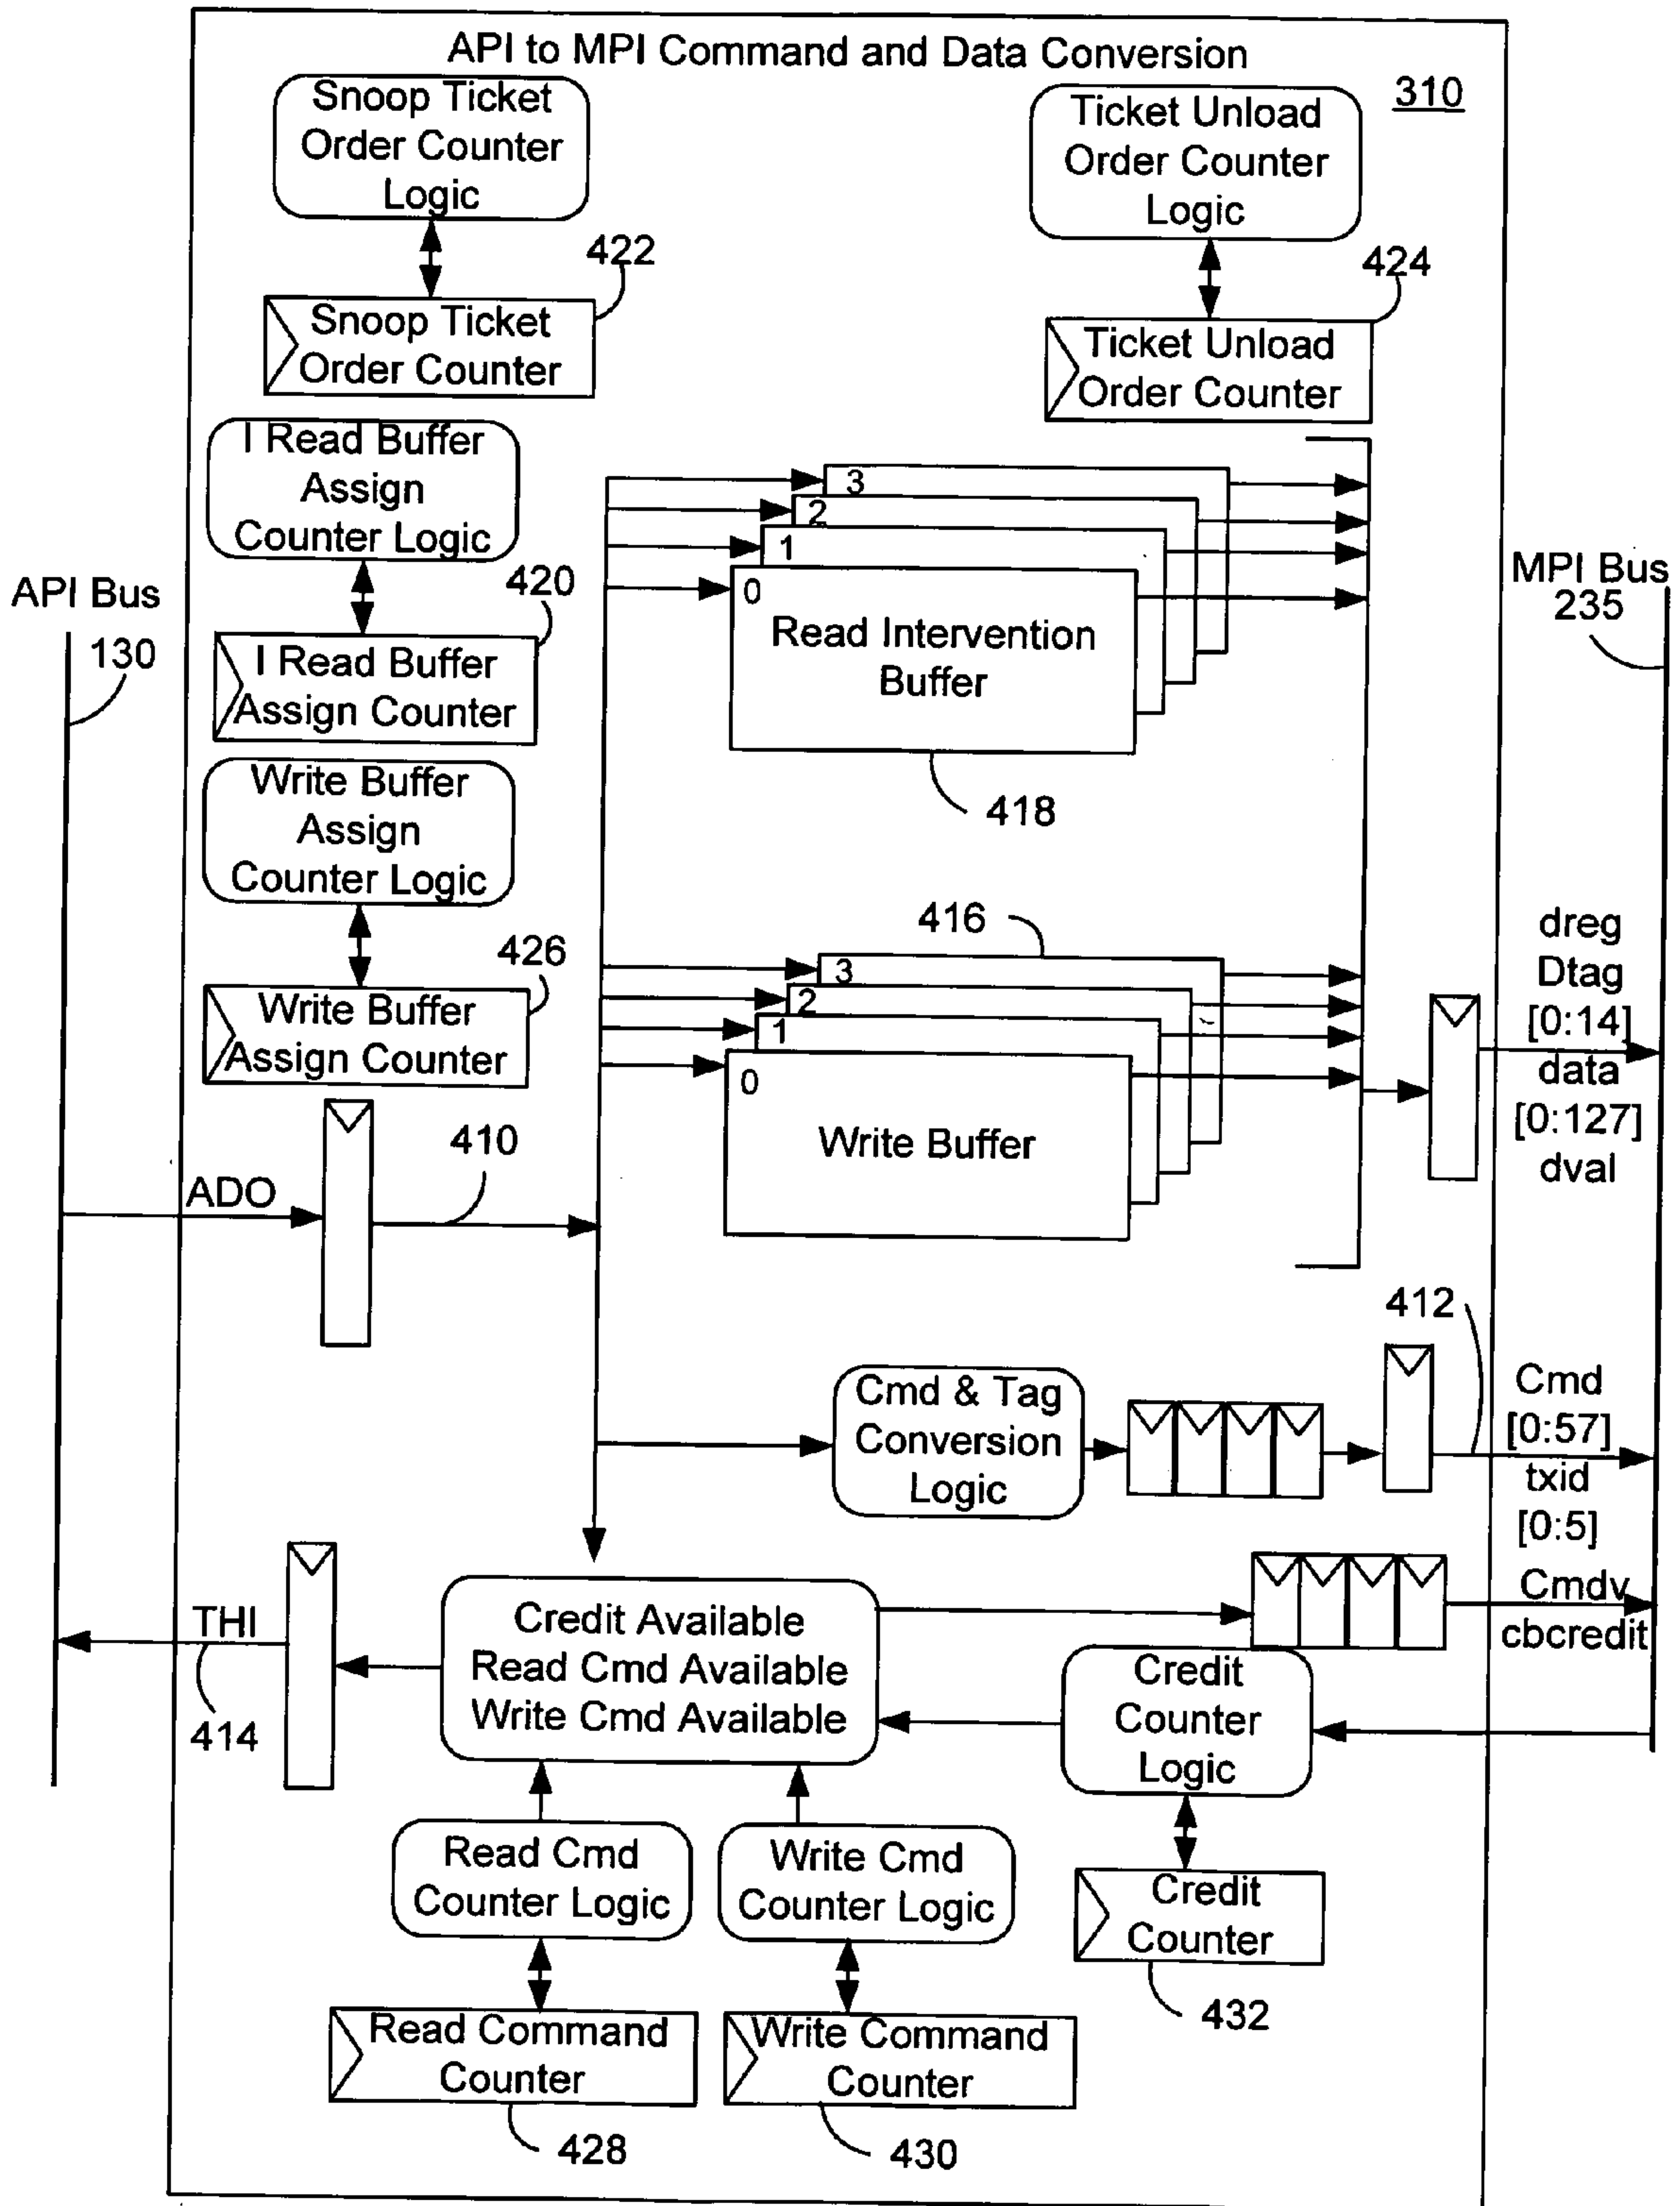 API to MPI Command and Data Conversion
310
Snoop Ticket
Order Counter
Logic
Ticket Unload
Order Counter
Logic
422
424
Snoop Ticket
Order Counter
Ticket Unload
Order Counter
I Read Buffer
Assign
Counter Logic
3
2
1
0
Read Intervention
Buffer
API Bus
130
420
MPI Bus
235
I Read Buffer
Assign Counter
418
Write Buffer
Assign
Counter Logic
416
426
3
2
1
0
Write Buffer
Write Buffer
Assign Counter
dreg
Dtag
[0:14]
data
[0:127]
dval
410
ADO
412
Cmd & Tag
Conversion
Logic
Cmd
[0:57]
txid
[0:5]
Cmdv
cbcredit
THI
414
Credit Available
Read Cmd Available
Write Cmd Available
Credit
Counter
Logic
Read Cmd
Counter Logic
Write Cmd
Counter Logic
Credit
Counter
432
Read Command
Counter
Write Command
Counter
428
430